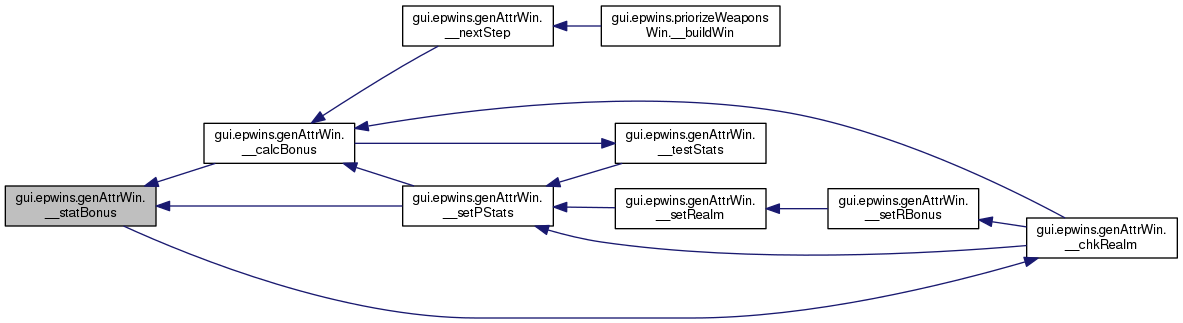 gui.epwins.genAttrWin.
__nextStep
gui.epwins.priorizeWeapons
Win.__buildWin
gui.epwins.genAttrWin.
__calcBonus
gui.epwins.genAttrWin.
__testStats
gui.epwins.genAttrWin.
__statBonus
gui.epwins.genAttrWin.
__setPStats
gui.epwins.genAttrWin.
__setRealm
gui.epwins.genAttrWin.
__setRBonus
gui.epwins.genAttrWin.
__chkRealm